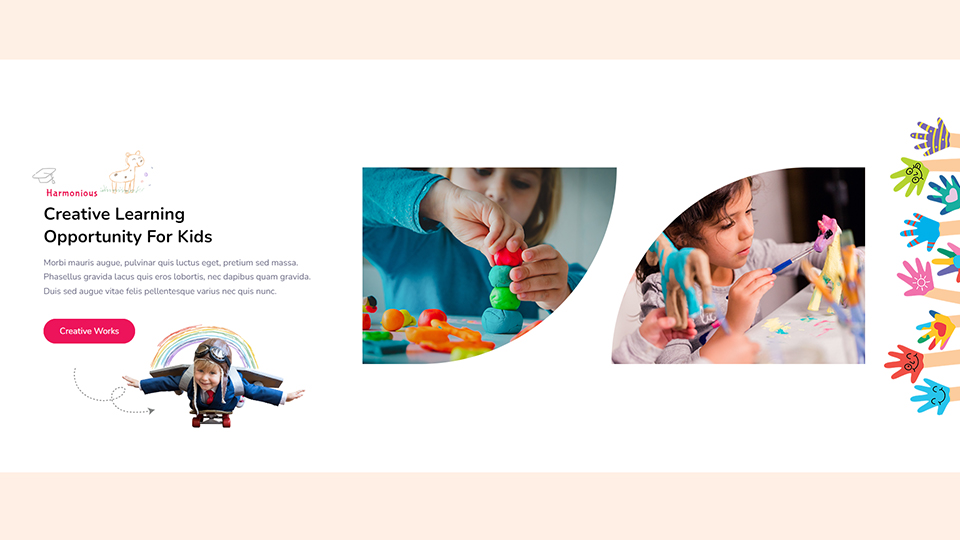 Harmonious
Creative Learning
Opportunity For Kids
Morbi mauris augue, pulvinar quis luctus eget, pretium sed massa.
Phasellus gravida lacus quis eros lobortis, nec dapibus quam gravida.
Duis sed augue vitae felis pellentesque varius nec quis nunc.
Creative Works